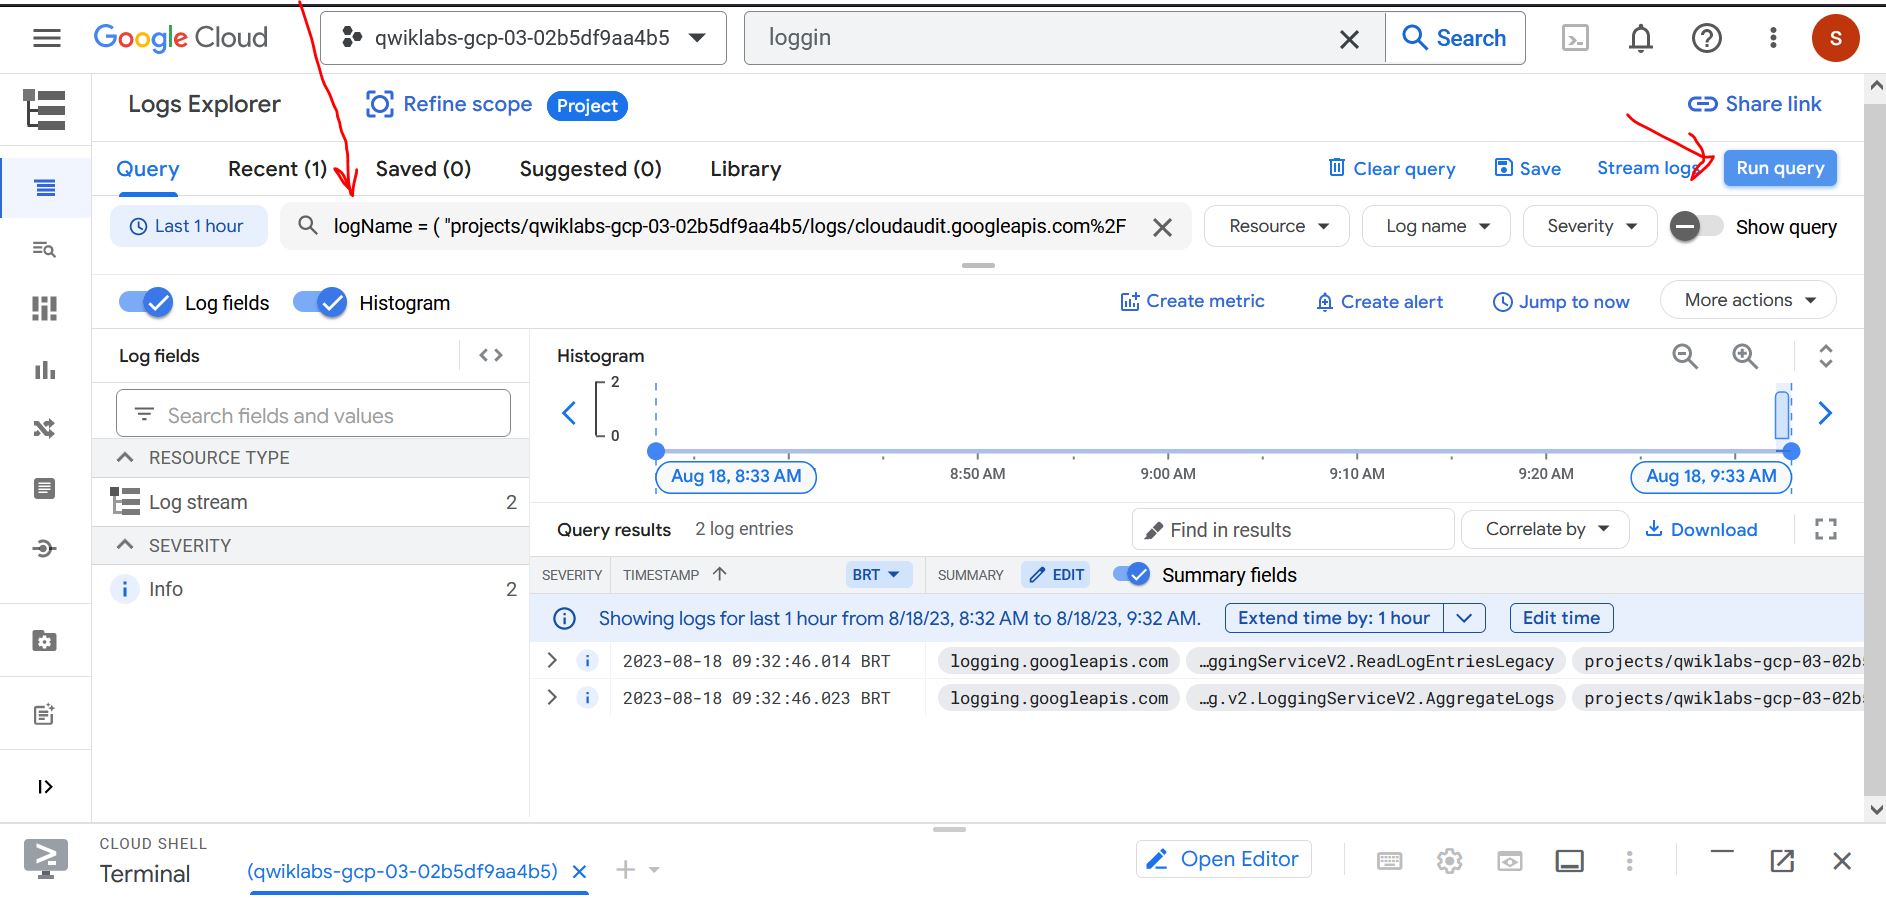 Google Cloud
qwiklabs-gcp-03-02b5df9aa4b5
loggin
Search
S
Logs Explorer
Refine scope
Project
Share link
Query
Recent (1)
Saved (0)
Suggested (0)
Library
Clear query
Save
Stream logs
Run query
Last 1 hour
logName = ( "projects/qwiklabs-gcp-03-02b5df9aa4b5/logs/cloudaudit.googleapis.com%2F
Resource
Log name
Severity
Show query
Log fields
Histogram
Create metric
Create alert
Jump to now
More actions
Log fields
Search fields and values
RESOURCE TYPE
Log stream 2
SEVERITY
Info 2
Histogram
2
0
Aug 18, 8:33 AM
8:50 AM
9:00 AM
9:10 AM
9:20 AM
Aug 18, 9:33 AM
Query results
2 log entries
Find in results
Correlate by
Download
SEVERITY
TIMESTAMP
BRT
SUMMARY
EDIT
Summary fields
Showing logs for last 1 hour from 8/18/23, 8:32 AM to 8/18/23, 9:32 AM.
Extend time by: 1 hour
Edit time
2023-08-18 09:32:46.014 BRT logging.googleapis.com …ggingServiceV2.ReadLogEntriesLegacy projects/qwiklabs-gcp-03-02b5
2023-08-18 09:32:46.023 BRT logging.googleapis.com …g.v2.LoggingServiceV2.AggregateLogs projects/qwiklabs-gcp-03-02b5
CLOUD SHELL
Terminal
(qwiklabs-gcp-03-02b5df9aa4b5)
Open Editor